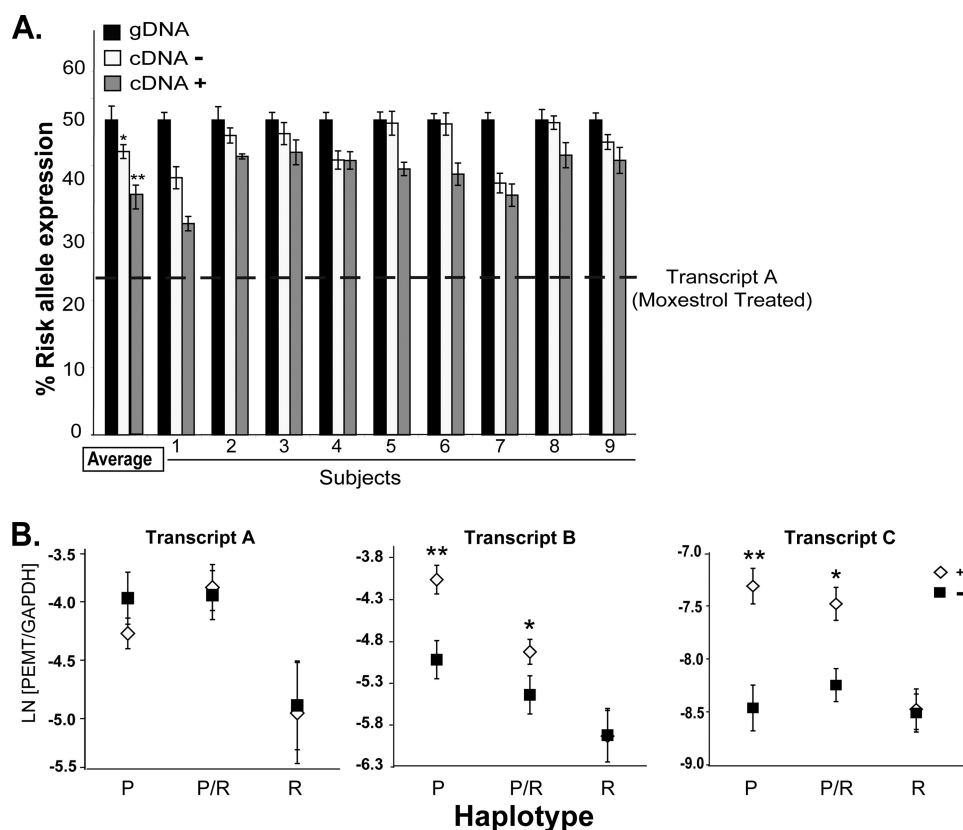 A.
gDNA
cDNA -
cDNA +
% Risk allele expression
60
50
40
30
20
10
0
* **
Transcript A
(Moxestrol Treated)
Average 1 2 3 4 5 6 7 8 9
Subjects
B.
Transcript A Transcript B Transcript C
LN [PEMT/GAPDH]
-3.5
-4.0
-4.5
-5.0
-5.5
P P/R R
-3.8
-4.3
-4.9
-5.3
-5.8
-6.3
** *
P P/R R
-7.0
-7.5
-8.0
-8.5
-9.0
** *
P P/R R
+
-
Haplotype